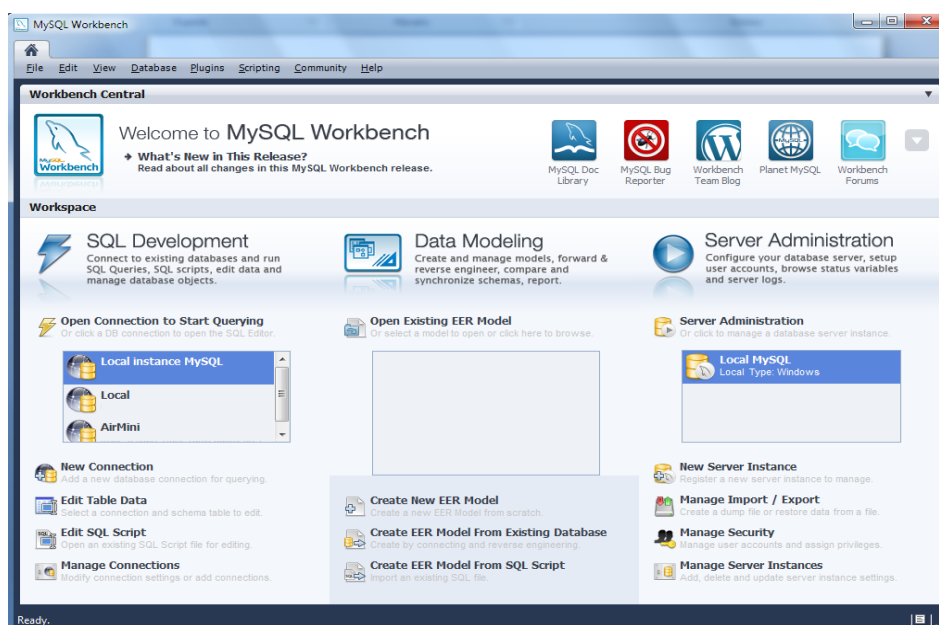 MySQL Workbench
File Edit View Database Plugins Scripting Community Help
Workbench Central
MySQL
Workbench
Welcome to MySQL Workbench
What's New in This Release?
Read about all changes in this MySQL Workbench release.
MySQL Doc
Library
MySQL Bug
Reporter
Workbench
Team Blog
Planet MySQL
Workbench
Forums
Workspace
SQL Development
Connect to existing databases and run
SQL Queries, SQL scripts, edit data and
manage database objects.
Data Modeling
Create and manage models, forward &
reverse engineer, compare and
synchronize schemas, report.
Server Administration
Configure your database server, setup
user accounts, browse status variables
and server logs.
Open Connection to Start Querying
Or click a DB connection to open the SQL Editor.
Local instance MySQL
Local
AirMini
New Connection
Add a new database connection for querying.
Edit Table Data
Select a connection and schema table to edit.
Edit SQL Script
Open an existing SQL Script file for editing.
Manage Connections
Modify connection settings or add connections.
Open Existing EER Model
Or select a model to open or click here to browse.
Create New EER Model
Create a new EER Model from scratch.
Create EER Model From Existing Database
Create by connecting and reverse engineering.
Create EER Model From SQL Script
Import an existing SQL file.
Server Administration
Or click to manage a database server instance.
Local MySQL
Local Type: Windows
New Server Instance
Register a new server instance to manage.
Manage Import / Export
Create a dump file or restore data from a file.
Manage Security
Manage user accounts and assign privileges.
Manage Server Instances
Add, delete and update server instance settings.
Ready.